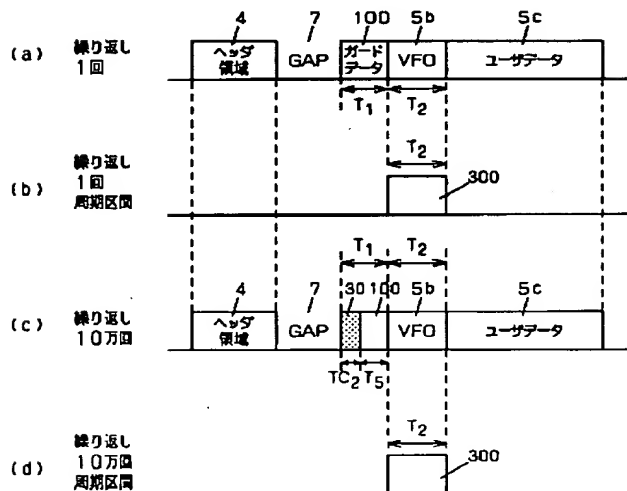 4 7 100 5b 5c
(a) 繰り返し 1回 ヘッダ領域 GAP ガードデータ VFO ユーザデータ
T1 T2
T2
(b) 繰り返し 1回 周期区間 300
T1 T2
4 7 30 100 5b 5c
(c) 繰り返し 10万回 ヘッダ領域 GAP VFO ユーザデータ
TC2 T5
T2
(d) 繰り返し 10万回 周期区間 300